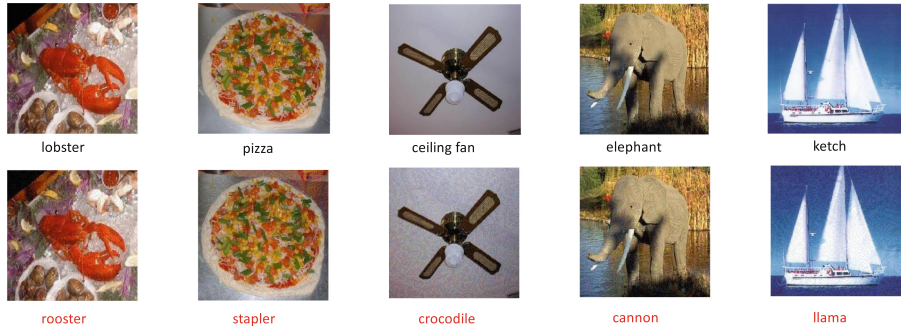 lobster
pizza
ceiling fan
elephant
ketch
rooster
stapler
crocodile
cannon
llama